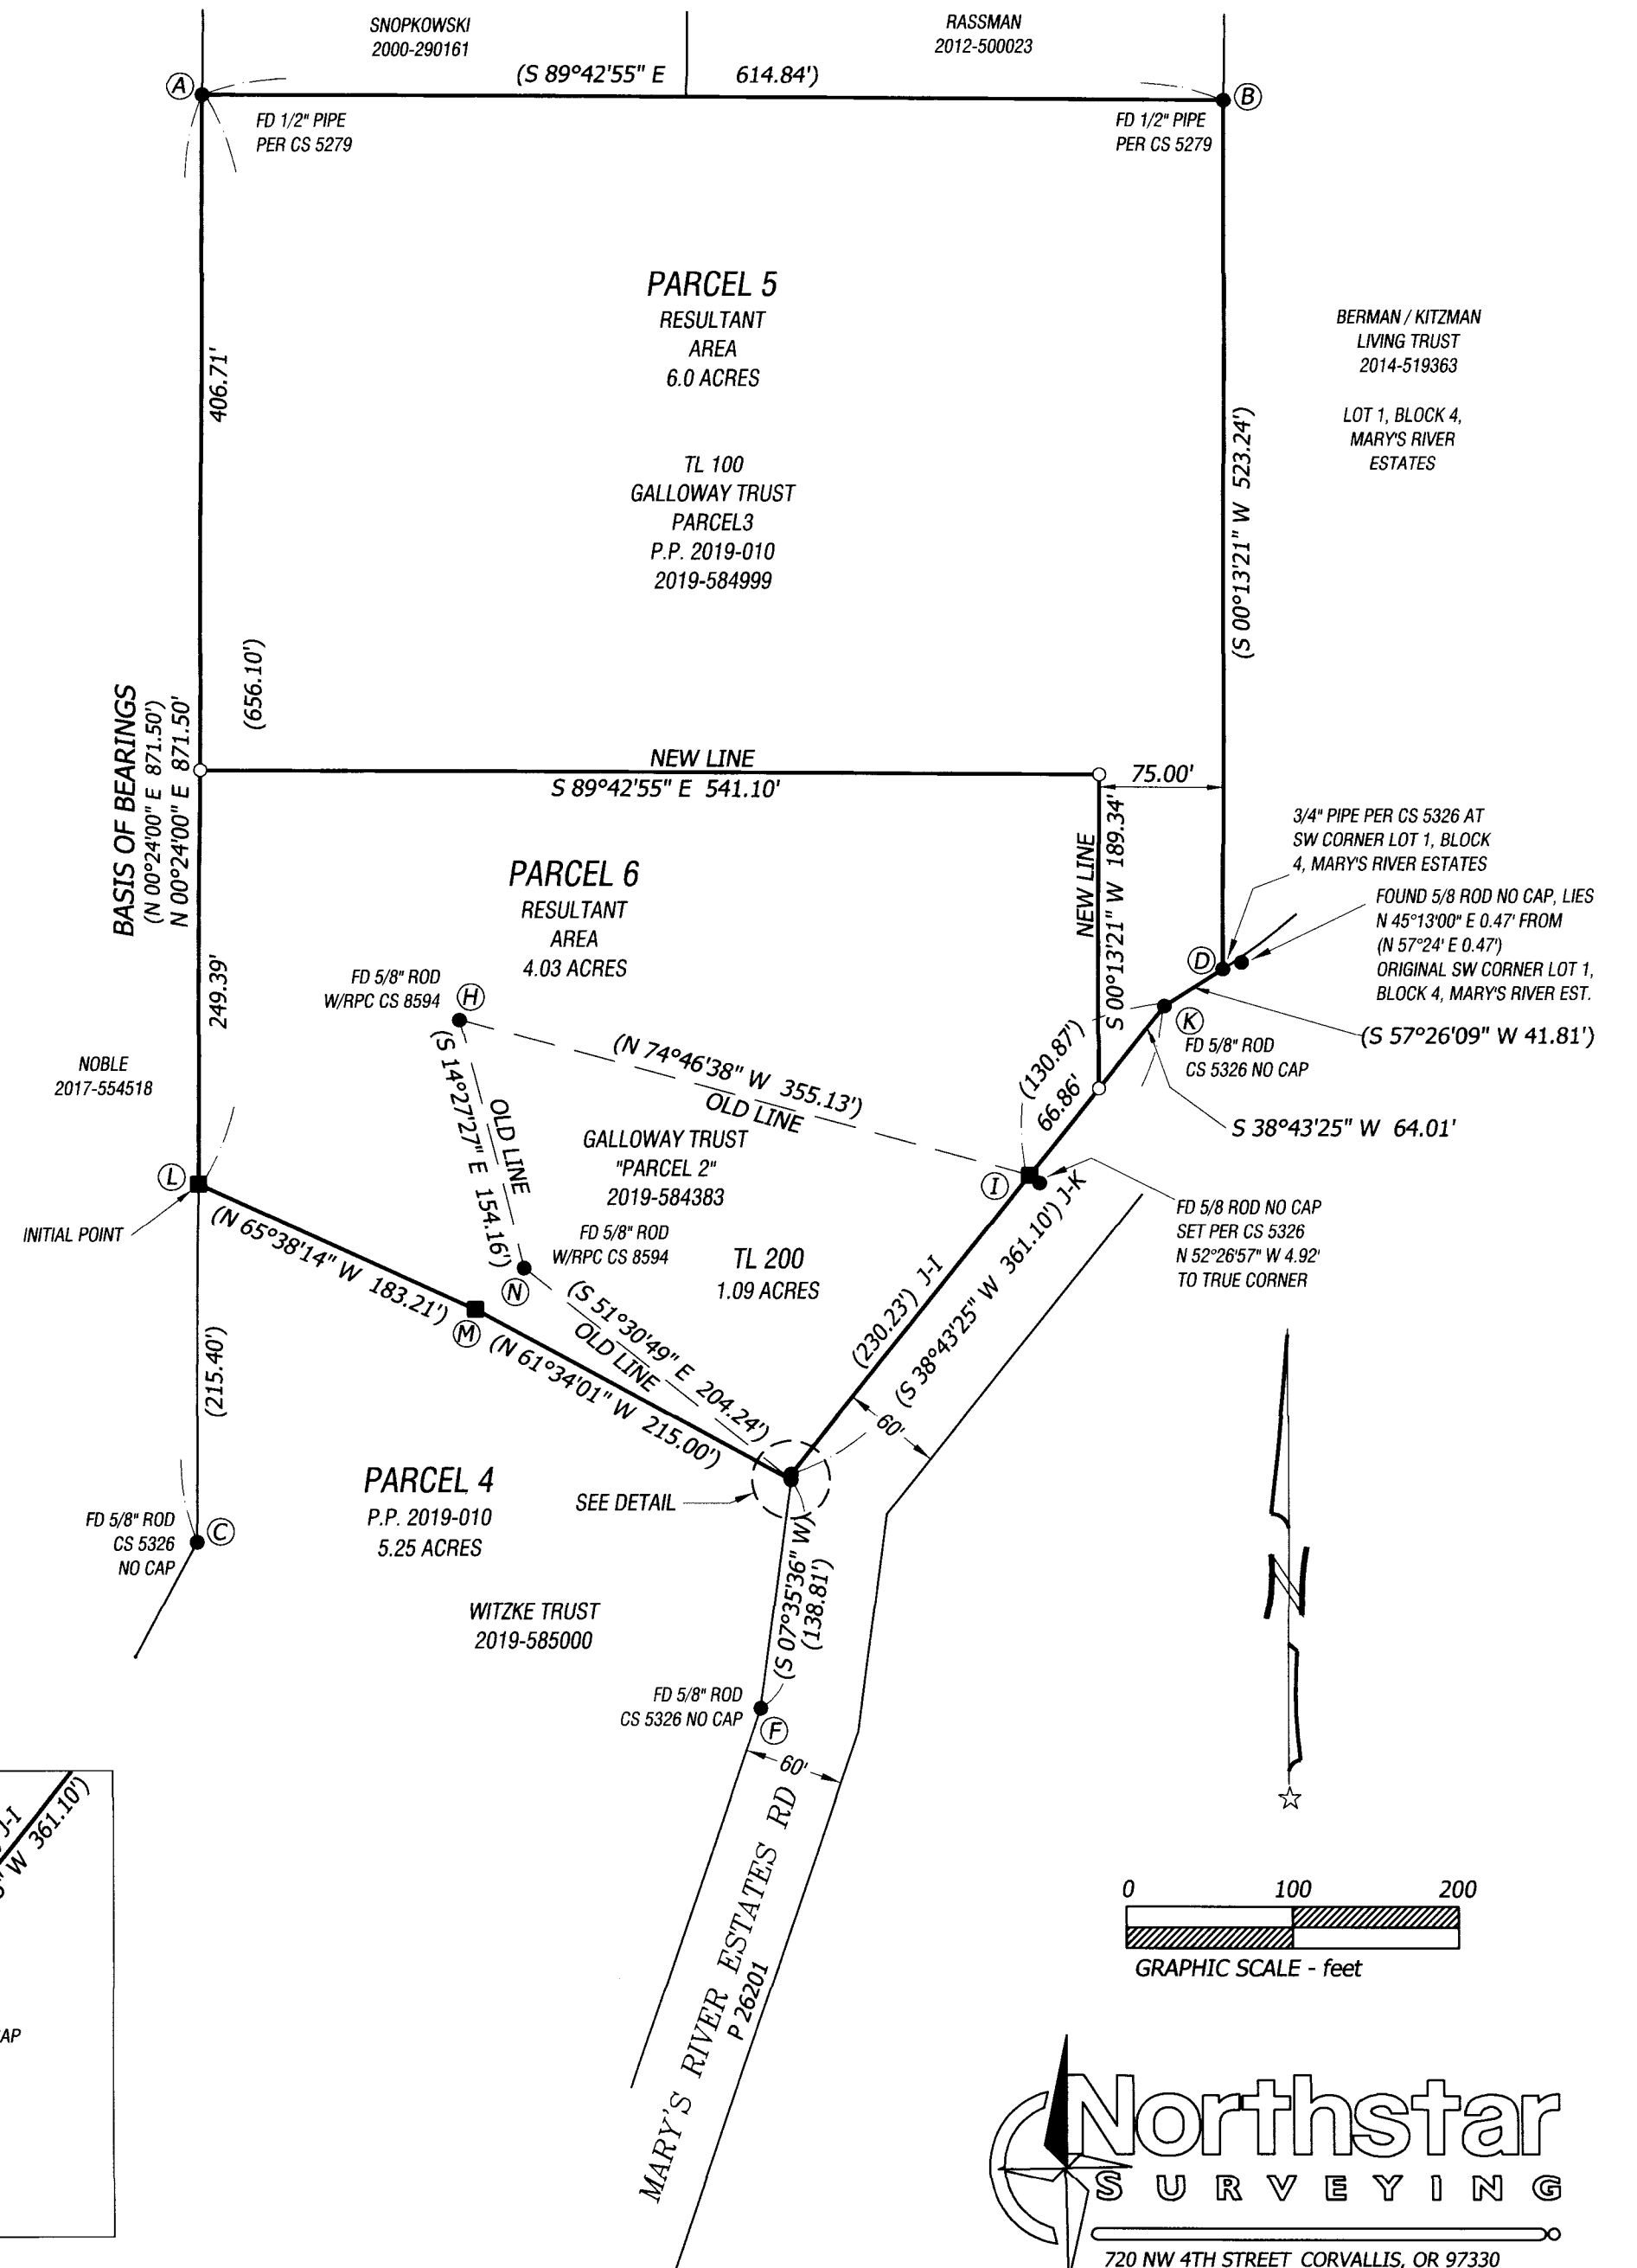 SNOPKOWSKI
2000-290161
RASSMAN
2012-500023
(S 89°42'55" E 614.84')
A
B
FD 1/2" PIPE
PER CS 5279
FD 1/2" PIPE
PER CS 5279
PARCEL 5
RESULTANT
AREA
6.0 ACRES
TL 100
GALLOWAY TRUST
PARCEL3
P.P. 2019-010
2019-584999
BERMAN / KITZMAN
LIVING TRUST
2014-519363
LOT 1, BLOCK 4,
MARY'S RIVER
ESTATES
406.71'
(656.10')
(S 00°13'21" W 523.24')
BASIS OF BEARINGS
(N 00°24'00" E 871.50')
N 00°24'00" E 871.50'
NEW LINE
S 89°42'55" E 541.10'
75.00'
NEW LINE
S 00°13'21" W 189.34'
3/4" PIPE PER CS 5326 AT
SW CORNER LOT 1, BLOCK
4, MARY'S RIVER ESTATES
FOUND 5/8 ROD NO CAP, LIES
N 45°13'00" E 0.47' FROM
(N 57°24' E 0.47')
ORIGINAL SW CORNER LOT 1,
BLOCK 4, MARY'S RIVER EST.
D
K
(S 57°26'09" W 41.81')
FD 5/8" ROD
CS 5326 NO CAP
S 38°43'25" W 64.01'
PARCEL 6
RESULTANT
AREA
4.03 ACRES
249.39'
FD 5/8" ROD
W/RPC CS 8594
H
(N 74°46'38" W 355.13')
OLD LINE
(130.87')
66.86'
NOBLE
2017-554518
(S 14°27'27" E 154.16')
OLD LINE
GALLOWAY TRUST
"PARCEL 2"
2019-584383
L
INITIAL POINT
I
FD 5/8 ROD NO CAP
SET PER CS 5326
N 52°26'57" W 4.92'
TO TRUE CORNER
FD 5/8" ROD
W/RPC CS 8594
N
TL 200
1.09 ACRES
(N 65°38'14" W 183.21')
M
(S 51°30'49" E 204.24')
OLD LINE
(N 61°34'01" W 215.00')
(230.23') J-I
(S 38°43'25" W 361.10') J-K
60'
(215.40')
PARCEL 4
P.P. 2019-010
5.25 ACRES
SEE DETAIL
FD 5/8" ROD
CS 5326
NO CAP
C
WITZKE TRUST
2019-585000
(S 07°35'36" W)
(138.81')
FD 5/8" ROD
CS 5326 NO CAP
F
60'
MARY'S RIVER ESTATES RD
P 26201
N
J-I
" W 361.10')
AP
0 100 200
GRAPHIC SCALE - feet
Northstar
SURVEYING
720 NW 4TH STREET CORVALLIS, OR 97330